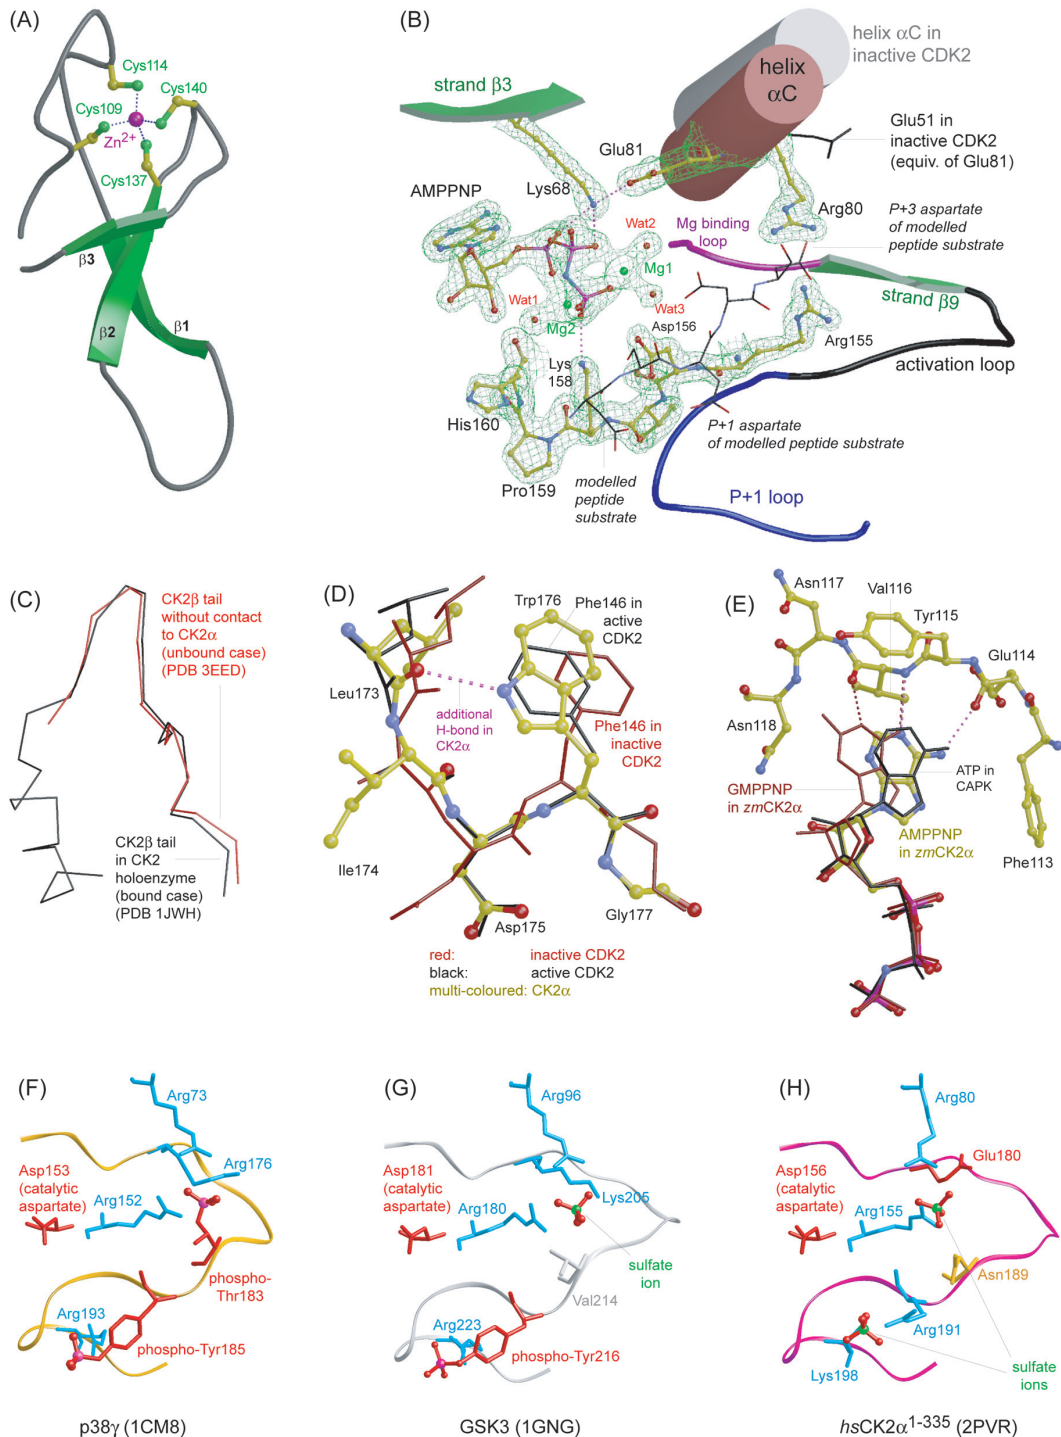 (A)
Cys114
Cys140
Cys109
Zn2+
Cys137
β3
β2
β1
(B)
helix αC in
inactive CDK2
helix
αC
strand β3
Glu81
Glu51 in
inactive CDK2
(equiv. of Glu81)
Lys68
AMPPNP
Arg80
P+3 aspartate
of modelled
peptide substrate
Mg binding
loop
Wat2
Mg1
strand β9
Wat1
Wat3
Mg2
Asp156
Arg155
activation loop
Lys
158
His160
P+1 aspartate
of modelled peptide substrate
Pro159
modelled
peptide
substrate
P+1 loop
(C)
CK2β tail
without contact
to CK2α
(unbound case)
(PDB 3EED)
CK2β tail
in CK2
holoenzyme
(bound case)
(PDB 1JWH)
(D)
Trp176
Phe146 in
active
CDK2
Leu173
additional
H-bond in
CK2α
Phe146 in
inactive
CDK2
Ile174
Asp175
Gly177
red: inactive CDK2
black: active CDK2
multi-coloured: CK2α
(E)
Asn117
Val116
Tyr115
Glu114
Asn118
GMPPNP
in zmCK2α
ATP in
CAPK
AMPPNP
in zmCK2α
Phe113
(F)
Arg73
Arg176
Asp153
(catalytic
aspartate)
Arg152
phospho-
Thr183
Arg193
phospho-Tyr185
p38γ (1CM8)
(G)
Arg96
Asp181
(catalytic
aspartate)
Lys205
Arg180
sulfate
ion
Val214
Arg223
phospho-Tyr216
GSK3 (1GNG)
(H)
Arg80
Glu180
Asp156
(catalytic
aspartate)
Arg155
Asn189
Arg191
Lys198
sulfate
ions
hsCK2α1-335 (2PVR)